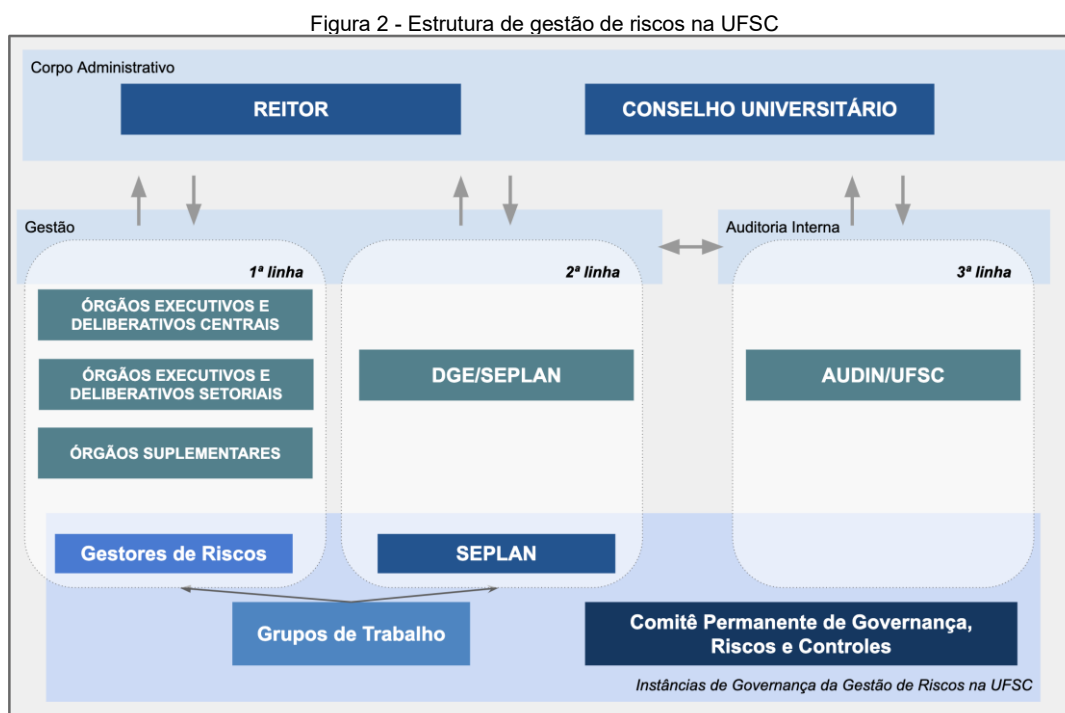 Figura 2 - Estrutura de gestão de riscos na UFSC
Corpo Administrativo
REITOR
CONSELHO UNIVERSITÁRIO
Gestão
Auditoria Interna
1ª linha
2ª linha
3ª linha
ÓRGÃOS EXECUTIVOS E
DELIBERATIVOS CENTRAIS
ÓRGÃOS EXECUTIVOS E
DELIBERATIVOS SETORIAIS
ÓRGÃOS SUPLEMENTARES
DGE/SEPLAN
AUDIN/UFSC
Gestores de Riscos
SEPLAN
Grupos de Trabalho
Comitê Permanente de Governança,
Riscos e Controles
Instâncias de Governança da Gestão de Riscos na UFSC